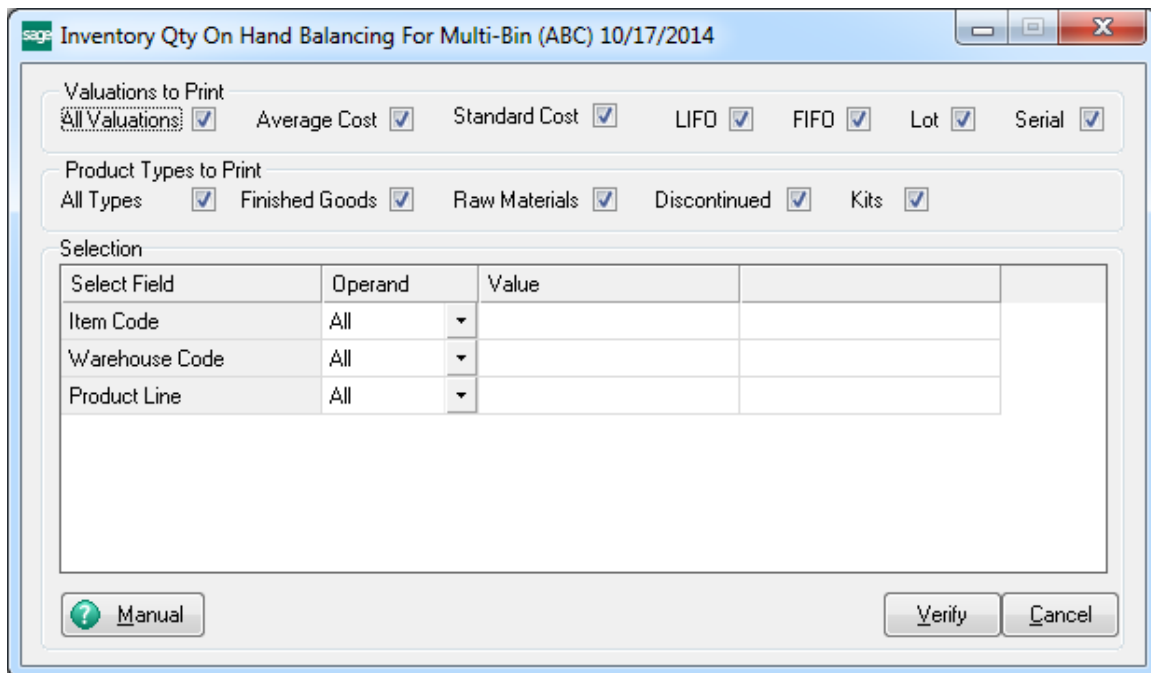 sage Inventory Qty On Hand Balancing For Multi-Bin (ABC) 10/17/2014
Valuations to Print
All Valuations Average Cost Standard Cost LIFO FIFO Lot Serial
Product Types to Print
All Types Finished Goods Raw Materials Discontinued Kits
Selection
Select Field Operand Value
Item Code All
Warehouse Code All
Product Line All
? Manual Verify Cancel